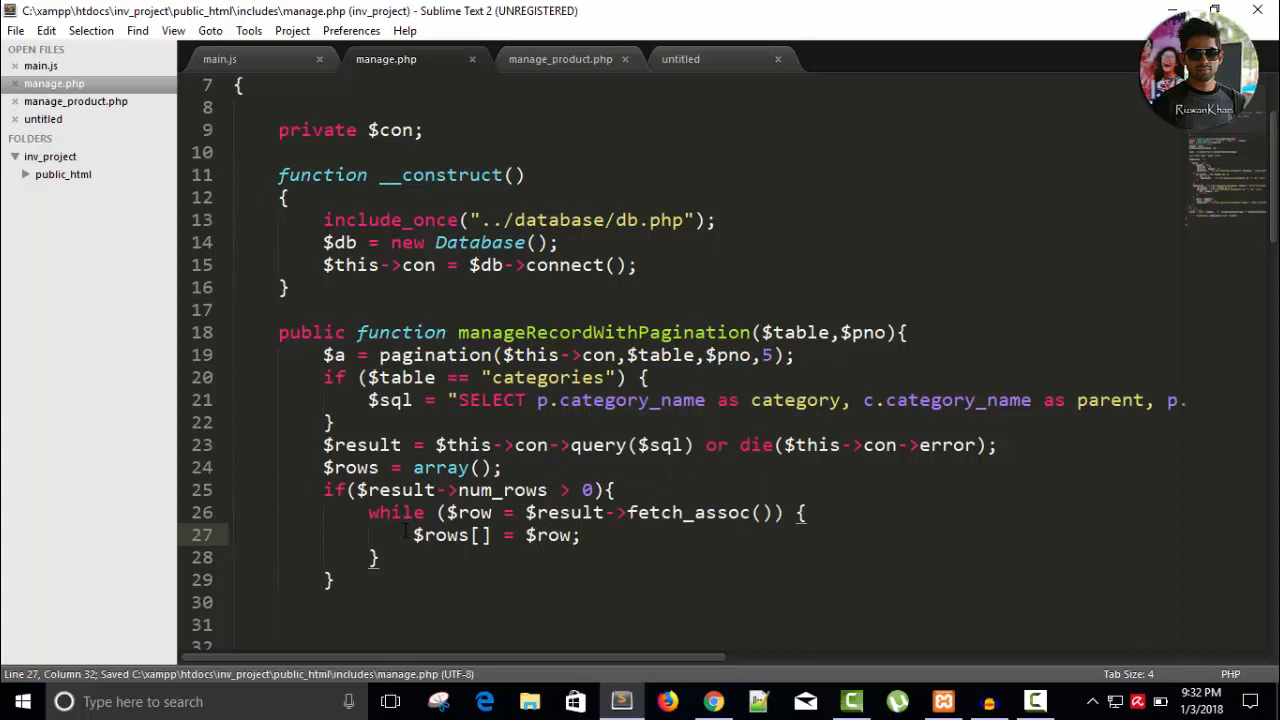 C:\xampp\htdocs\inv_project\public_html\includes\manage.php (inv_project) - Sublime Text 2 (UNREGISTERED)
File Edit Selection Find View Goto Tools Project Preferences Help
OPEN FILES
main.js
manage.php
manage_product.php
untitled
FOLDERS
inv_project
public_html
main.js manage.php manage_product.php untitled
RizwanKhan
7 {
8
9 private $con;
10
11 function __construct()
12 {
13 include_once("../database/db.php");
14 $db = new Database();
15 $this->con = $db->connect();
16 }
17
18 public function manageRecordWithPagination($table,$pno){
19 $a = pagination($this->con,$table,$pno,5);
20 if ($table == "categories") {
21 $sql = "SELECT p.category_name as category, c.category_name as parent, p.
22 }
23 $result = $this->con->query($sql) or die($this->con->error);
24 $rows = array();
25 if($result->num_rows > 0){
26 while ($row = $result->fetch_assoc()) {
27 $rows[] = $row;
28 }
29 }
30
31
32
Line 27, Column 32; Saved C:\xampp\htdocs\inv_project\public_html\includes\manage.php (UTF-8)
Tab Size: 4 PHP
Type here to search
9:32 PM
1/3/2018